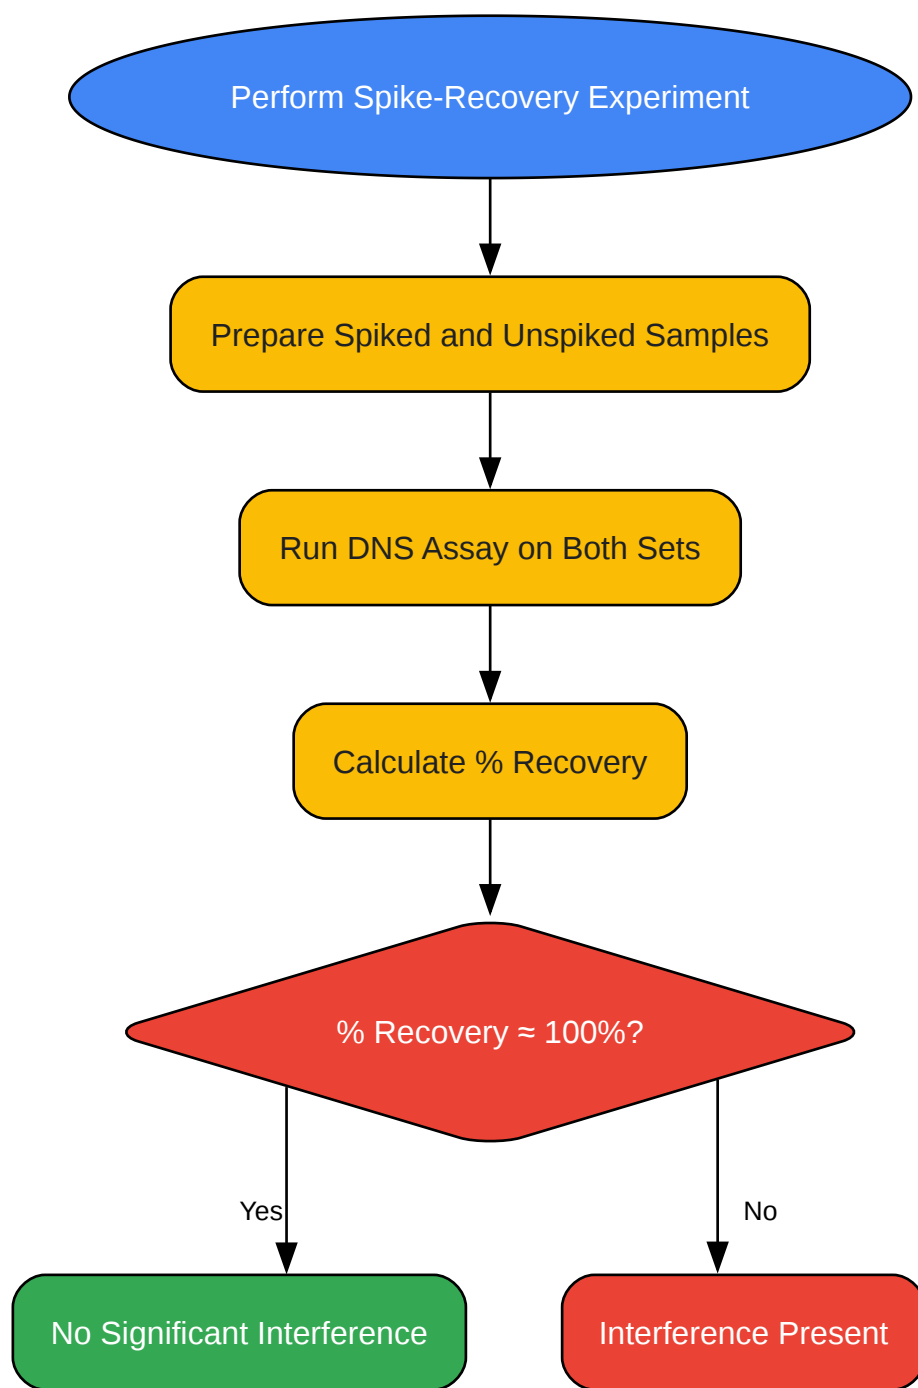 Perform Spike-Recovery Experiment
Prepare Spiked and Unspiked Samples
Run DNS Assay on Both Sets
Calculate % Recovery
% Recovery ≈ 100%?
Yes
No
No Significant Interference
Interference Present